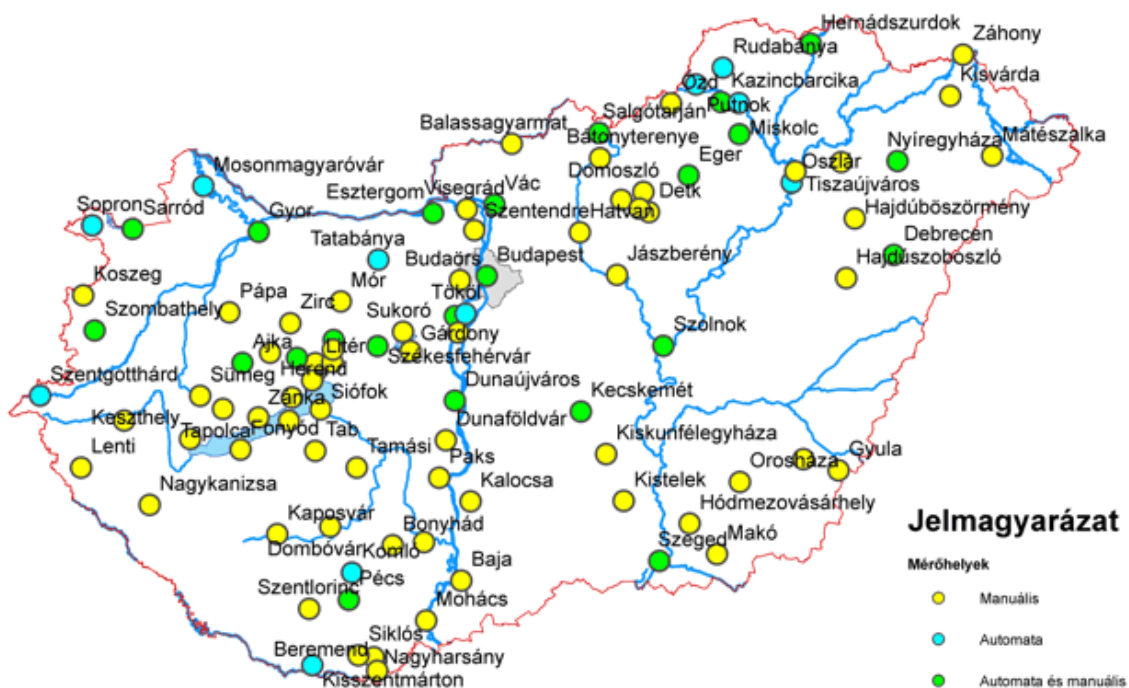 Hernádszurdok
Záhony
Rudabánya
Kisvárda
Ózd
Kazincbarcika
Salgótarján
Putnok
Balassagyarmat
Bátonyterenye
Miskolc
Nyíregyháza
Mátészalka
Domoszló
Eger
Oszlár
Mosonmagyaróvár
Esztergom
Visegrád
Vác
Detk
Tiszaújváros
Sopron
Sarród
Gyor
Szentendre
Hatvan
Hajdúböszörmény
Tatabánya
Debrecen
Budaörs
Budapest
Jászberény
Hajdúszoboszló
Koszeg
Mór
Pápa
Zirc
Sukoró
Tököl
Szombathely
Gárdony
Szolnok
Ajka
Litér
Székesfehérvár
Szentgotthárd
Sümeg
Herend
Dunaújváros
Kecskemét
Keszthely
Zánka
Siófok
Dunaföldvár
Lenti
Tapolca
Fonyód
Tab
Tamási
Kiskunfélegyháza
Paks
Orosháza
Gyula
Nagykanizsa
Kalocsa
Kistelek
Hódmezovásárhely
Kaposvár
Bonyhád
Jelmagyarázat
Dombóvár
Komló
Szeged
Makó
Baja
Mérőhelyek
Pécs
Szentlorinc
Manuális
Mohács
Siklós
Automata
Beremend
Nagyharsány
Kisszentmárton
Automata és manuális